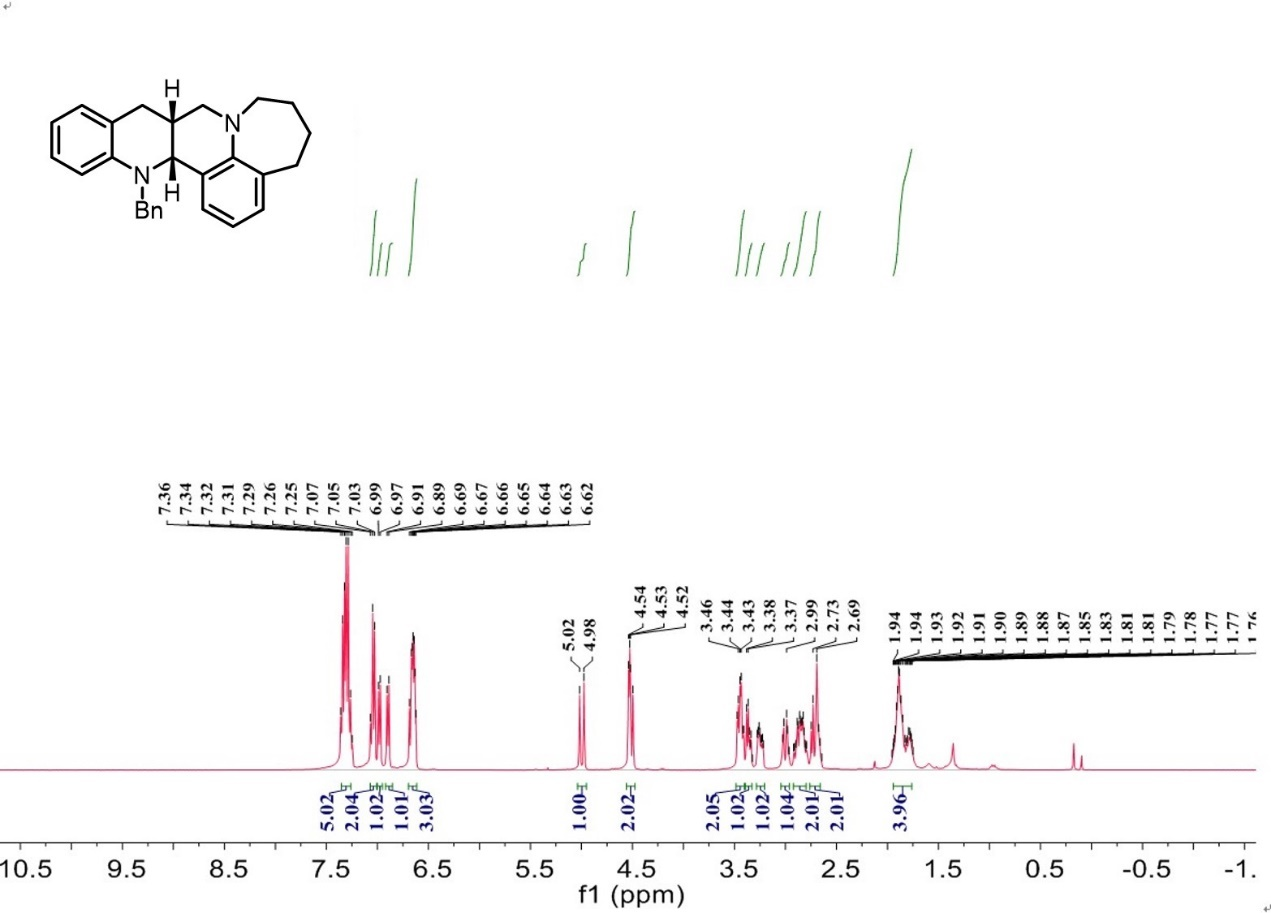 H
N
N
H
Bn
7.36 7.34 7.32 7.31 7.29 7.26 7.25 7.07 7.05 7.03 6.99 6.97 6.91 6.89 6.69 6.67 6.66 6.65 6.64 6.63 6.62
5.02 4.98
4.54 4.53 4.52
3.46 3.44 3.43 3.38 3.37 2.99 2.73 2.69
1.94 1.94 1.93 1.92 1.91 1.90 1.89 1.88 1.87 1.85 1.83 1.81 1.81 1.79 1.78 1.77 1.77 1.76
5.02 2.04 1.02 1.01 3.03 1.00 2.02 2.05 1.02 1.02 1.04 2.01 2.01 3.96
10.5 9.5 8.5 7.5 6.5 5.5 4.5 3.5 2.5 1.5 0.5 -0.5 -1.
f1 (ppm)